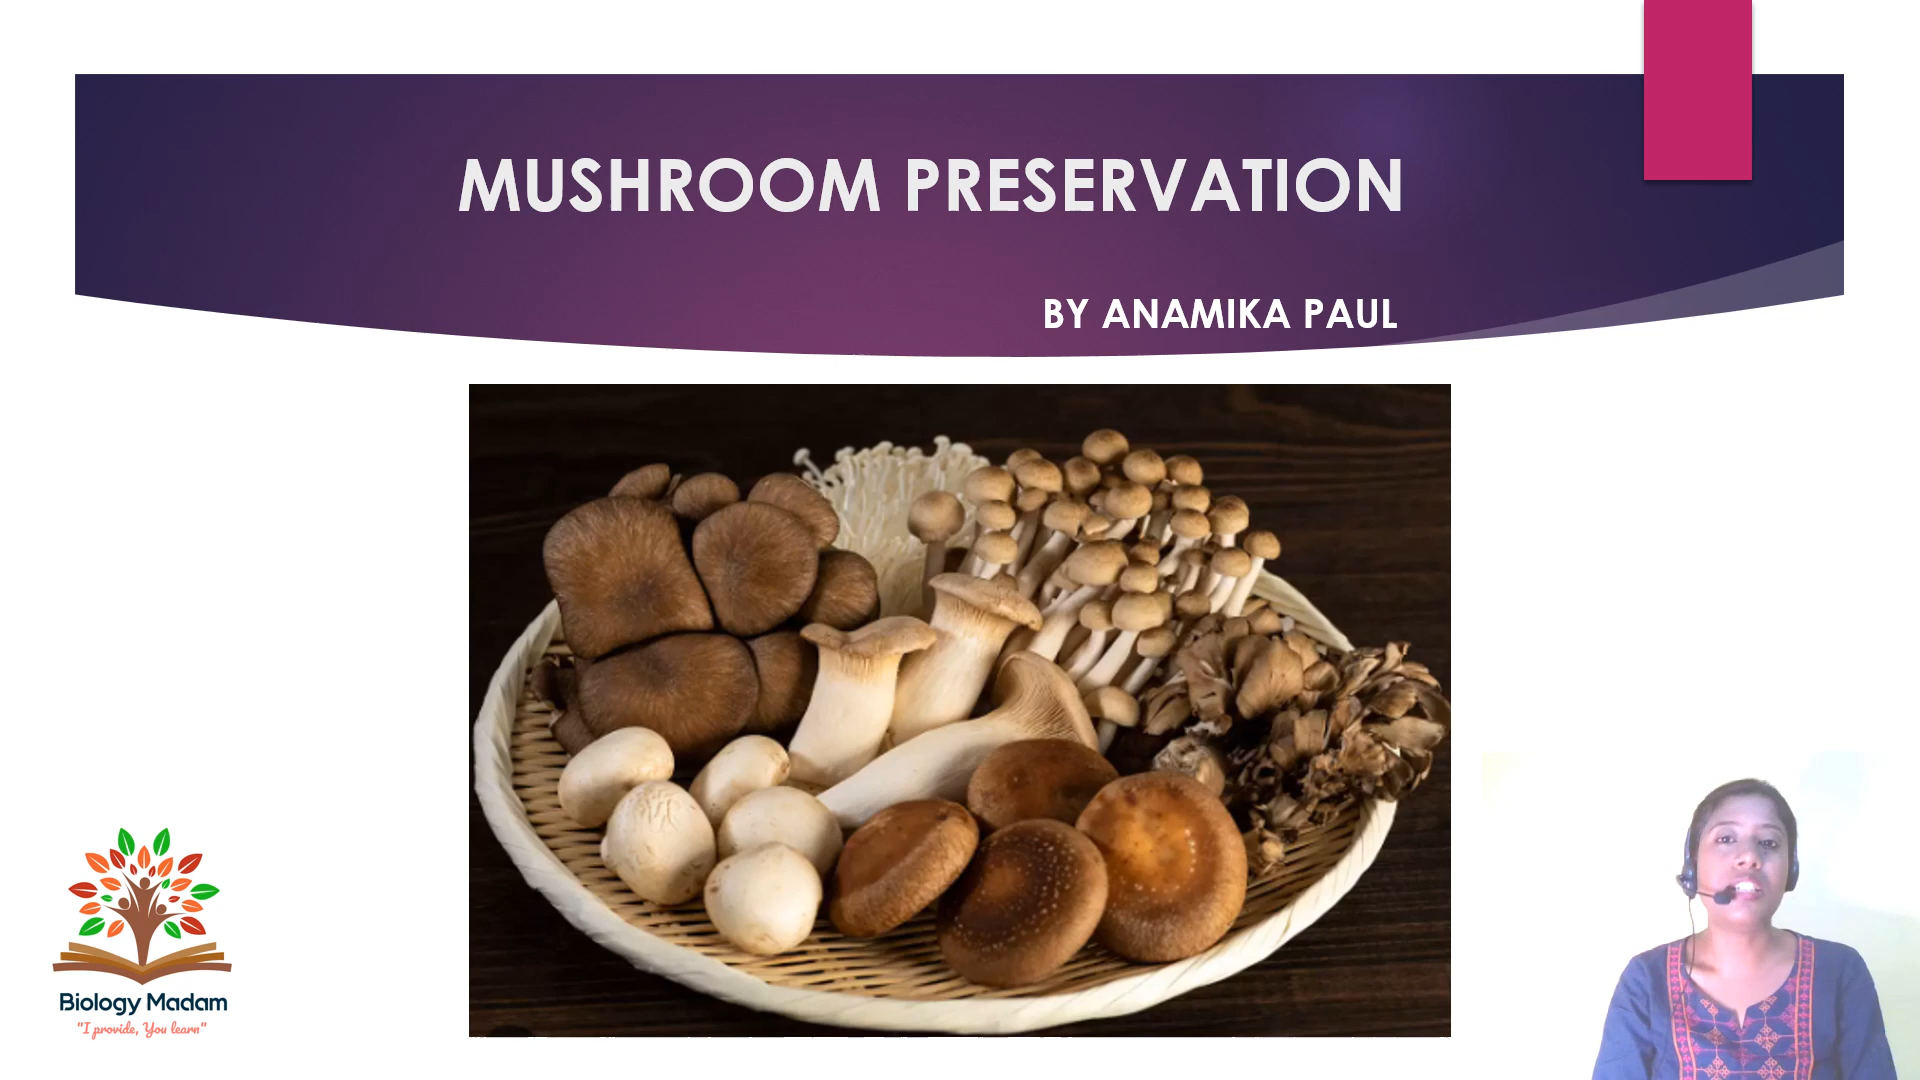 MUSHROOM PRESERVATION
BY ANAMIKA PAUL
Biology Madam
"I provide, You learn"